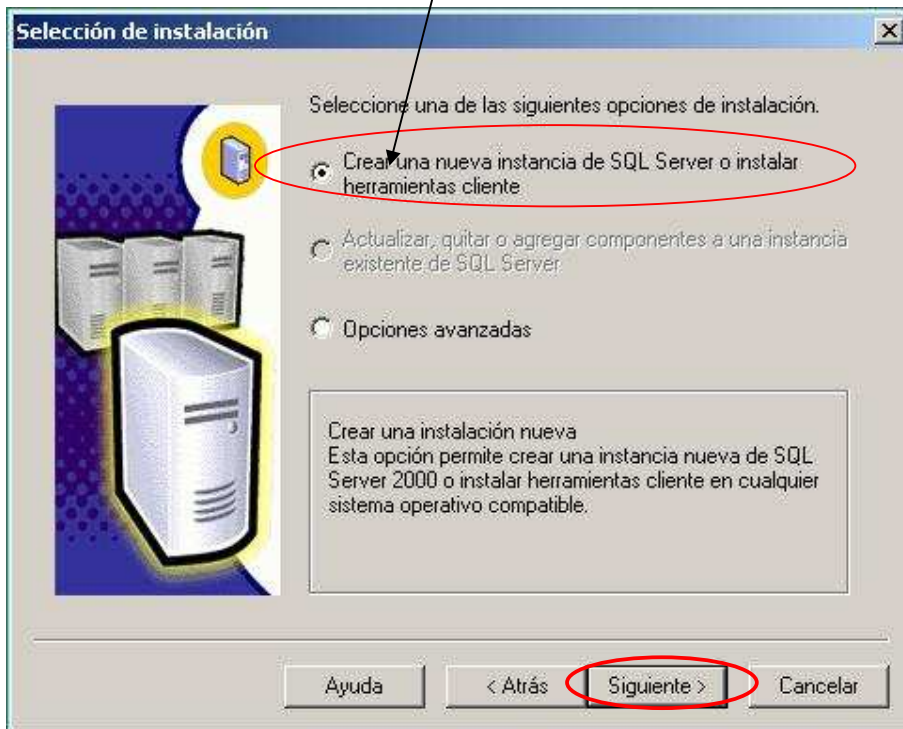 Selección de instalación
Seleccione una de las siguientes opciones de instalación.
Crear una nueva instancia de SQL Server o instalar
herramientas cliente
Actualizar, quitar o agregar componentes a una instancia
existente de SQL Server
Opciones avanzadas
Crear una instalación nueva
Esta opción permite crear una instancia nueva de SQL
Server 2000 o instalar herramientas cliente en cualquier
sistema operativo compatible.
Ayuda < Atrás Siguiente > Cancelar